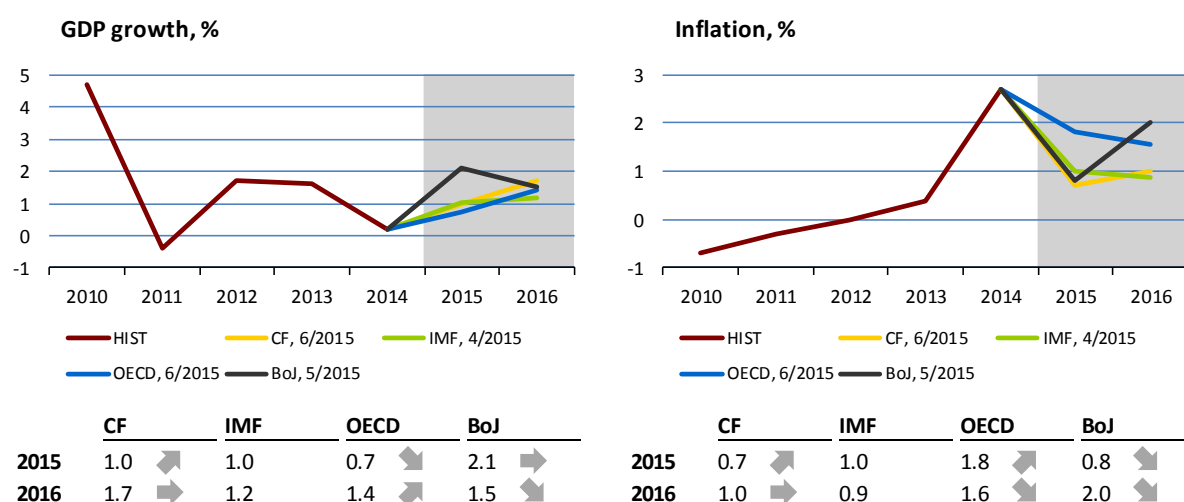 GDP growth, %
5
4
3
2
1
0
-1
2010 2011 2012 2013 2014 2015 2016
HIST CF, 6/2015 IMF, 4/2015
OECD, 6/2015 BoJ, 5/2015
CF IMF OECD BoJ
2015 1.0 1.0 0.7 2.1
2016 1.7 1.2 1.4 1.5
Inflation, %
3
2
1
0
-1
2010 2011 2012 2013 2014 2015 2016
HIST CF, 6/2015 IMF, 4/2015
OECD, 6/2015 BoJ, 5/2015
CF IMF OECD BoJ
2015 0.7 1.0 1.8 0.8
2016 1.0 0.9 1.6 2.0